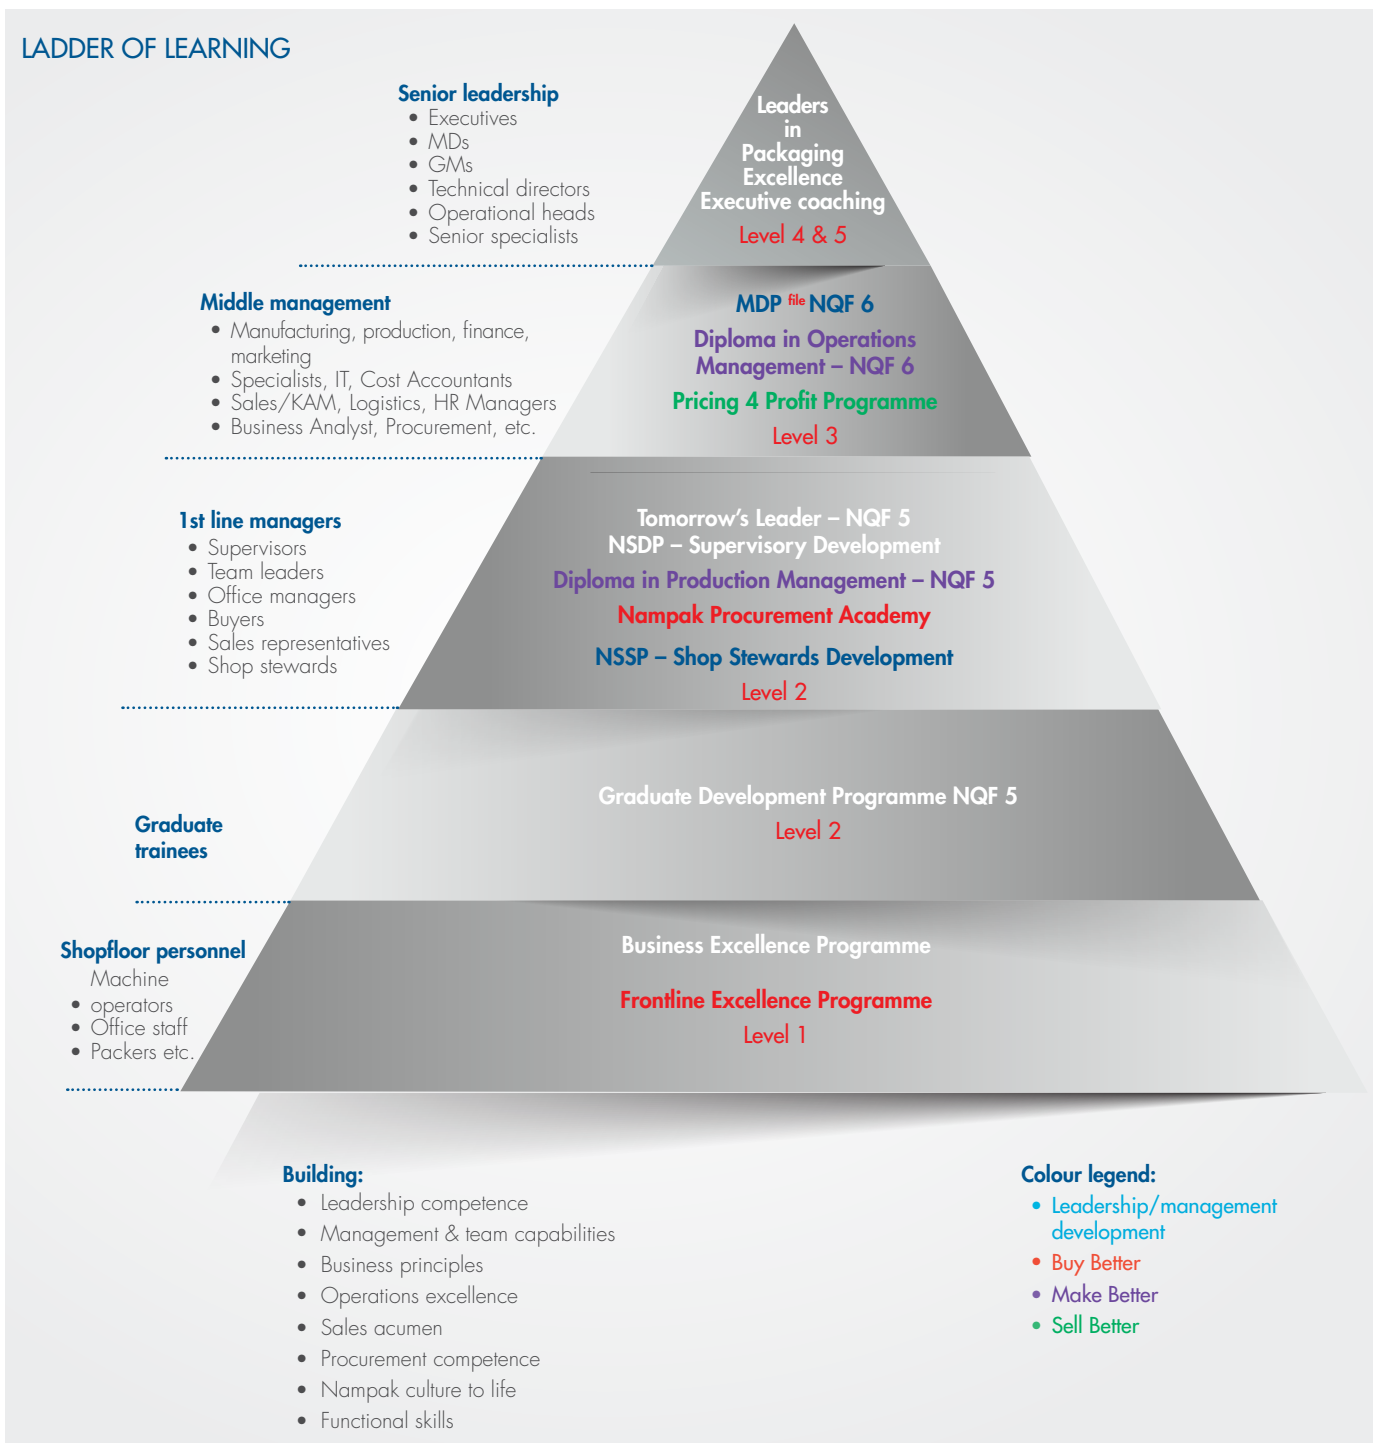 LADDER OF LEARNING
Senior leadership
• Executives
• MDs
• GMs
• Technical directors
• Operational heads
• Senior specialists
Leaders
in
Packaging
Excellence
Executive coaching
Level 4 & 5
Middle management
• Manufacturing, production, finance,
marketing
• Specialists, IT, Cost Accountants
• Sales/KAM, Logistics, HR Managers
• Business Analyst, Procurement, etc.
MDP file NQF 6
Diploma in Operations
Management – NQF 6
Pricing 4 Profit Programme
Level 3
1st line managers
• Supervisors
• Team leaders
• Office managers
• Buyers
• Sales representatives
• Shop stewards
Tomorrow's Leader – NQF 5
NSDP – Supervisory Development
Diploma in Production Management – NQF 5
Nampak Procurement Academy
NSSP – Shop Stewards Development
Level 2
Graduate
trainees
Graduate Development Programme NQF 5
Level 2
Shopfloor personnel
Machine
• operators
• Office staff
• Packers etc.
Business Excellence Programme
Frontline Excellence Programme
Level 1
Building:
• Leadership competence
• Management & team capabilities
• Business principles
• Operations excellence
• Sales acumen
• Procurement competence
• Nampak culture to life
• Functional skills
Colour legend:
• Leadership/management
development
• Buy Better
• Make Better
• Sell Better